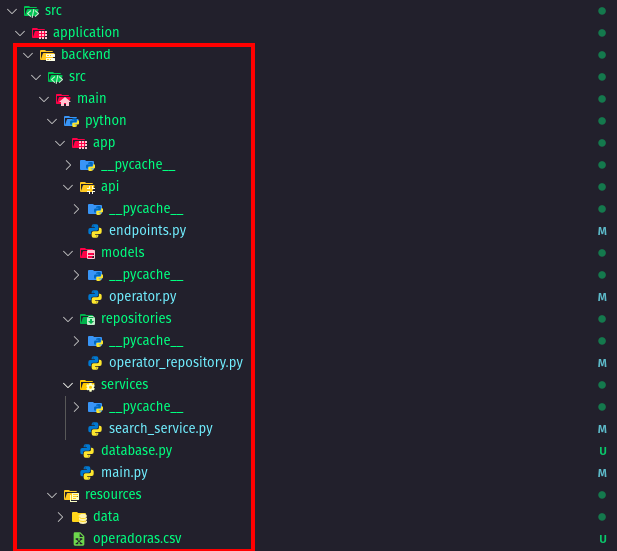 src
application
backend
src
main
python
app
__pycache__
api
__pycache__
endpoints.py M
models
__pycache__
operator.py M
repositories
__pycache__
operator_repository.py M
services
__pycache__
search_service.py M
database.py U
main.py M
resources
data
operadoras.csv U